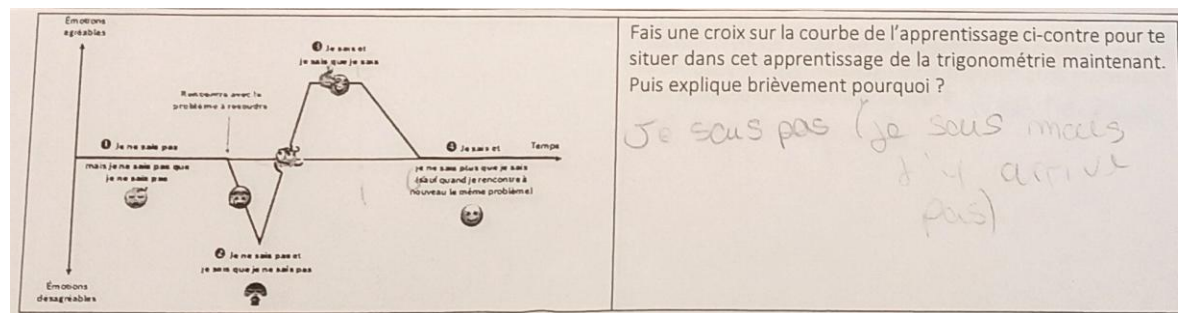 Émotions
agréables
❸ Je sais et
je sais que je sais
Rencontre avec le
problème à résoudre
❶ Je ne sais pas
mais je ne sais pas que
je ne sais pas
❹ Je sais et
Temps
je ne sais plus que je sais
(sauf quand je rencontre à
nouveau le même problème)
❷ Je ne sais pas et
je sais que je ne sais pas
Émotions
désagréables
Fais une croix sur la courbe de l'apprentissage ci-contre pour te
situer dans cet apprentissage de la trigonométrie maintenant.
Puis explique brièvement pourquoi ?
Je sais pas (je sais mais
j'y arrive
pas)